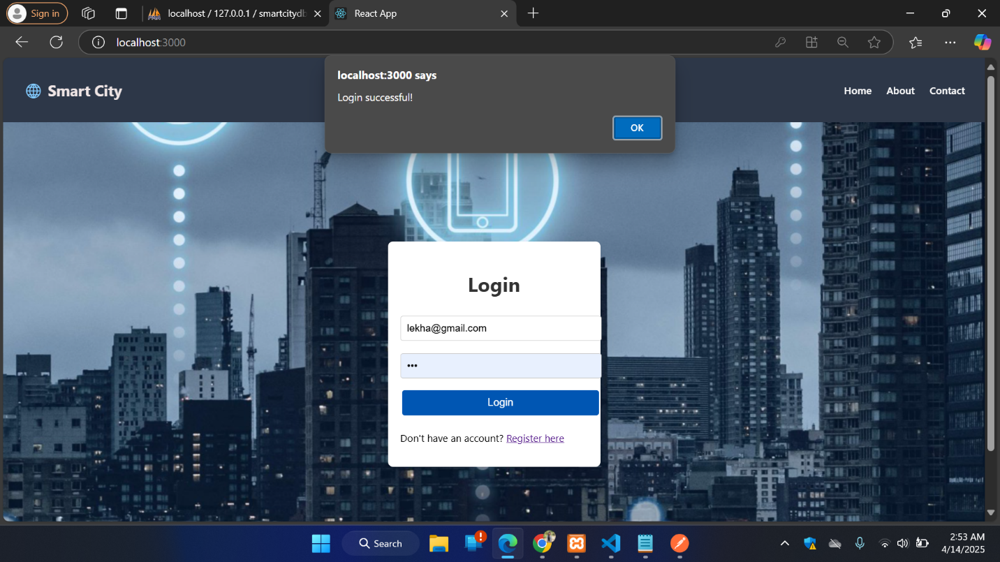 Sign in
localhost / 127.0.0.1 / smartcitydb
React App
localhost:3000
Smart City
Home About Contact
localhost:3000 says
Login successful!
OK
Login
lekha@gmail.com
•••
Login
Don't have an account? Register here
Search
2:53 AM
4/14/2025